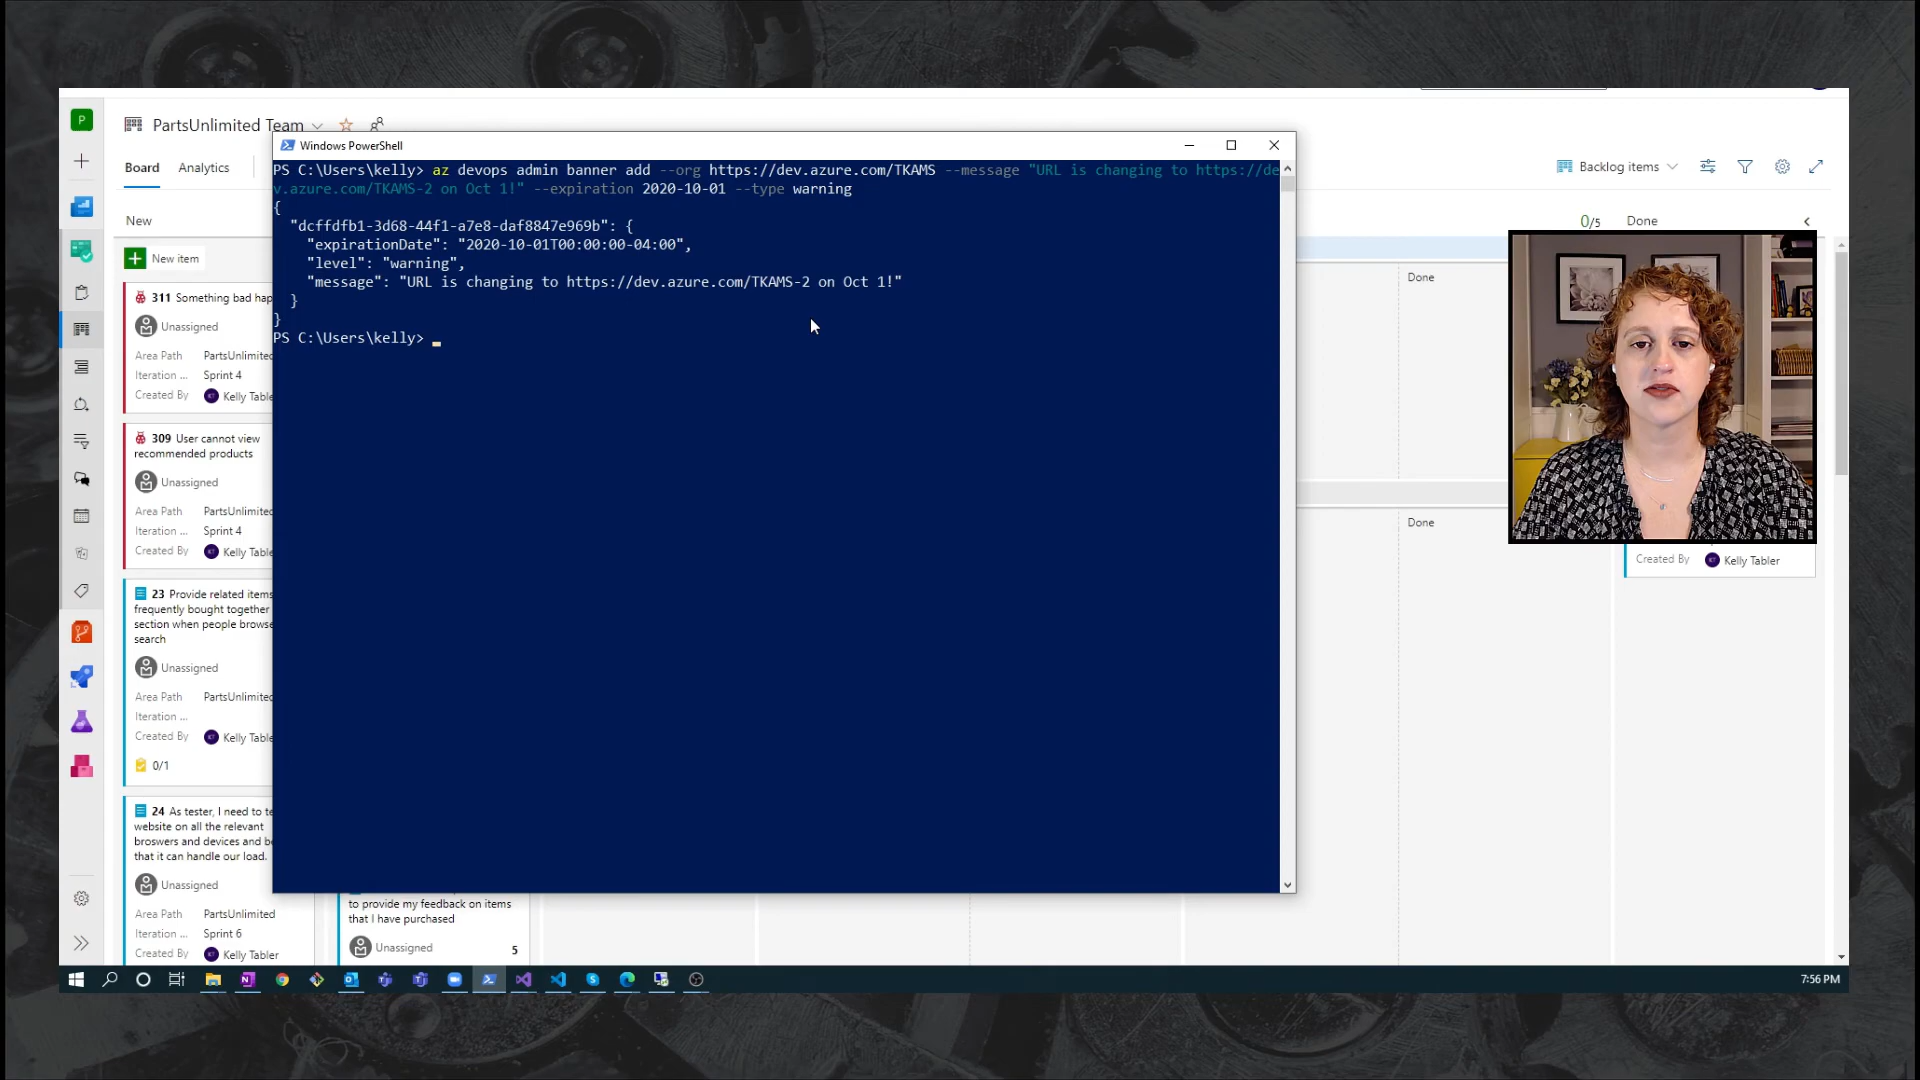 P
PartsUnlimited Team
Board
Analytics
Backlog items
New
0/5
Done
New item
311 Something bad hap
Unassigned
Area Path
PartsUnlimited
Iteration ...
Sprint 4
Created By
Kelly Table
309 User cannot view
recommended products
Unassigned
Area Path
PartsUnlimited
Iteration ...
Sprint 4
Created By
Kelly Table
23 Provide related items
frequently bought together
section when people browse
search
Unassigned
Area Path
PartsUnlimited
Iteration ...
Created By
Kelly Table
0/1
24 As tester, I need to te
website on all the relevant
broswers and devices and be
that it can handle our load.
Unassigned
Area Path
PartsUnlimited
Iteration ...
Sprint 6
Created By
Kelly Tabler
Windows PowerShell
PS C:\Users\kelly> az devops admin banner add --org https://dev.azure.com/TKAMS --message "URL is changing to https://de
v.azure.com/TKAMS-2 on Oct 1!" --expiration 2020-10-01 --type warning
{
"dcffdfb1-3d68-44f1-a7e8-daf8847e969b": {
"expirationDate": "2020-10-01T00:00:00-04:00",
"level": "warning",
"message": "URL is changing to https://dev.azure.com/TKAMS-2 on Oct 1!"
}
}
PS C:\Users\kelly>
to provide my feedback on items
that I have purchased
Unassigned
5
Done
Done
Created By
Kelly Tabler
7:56 PM